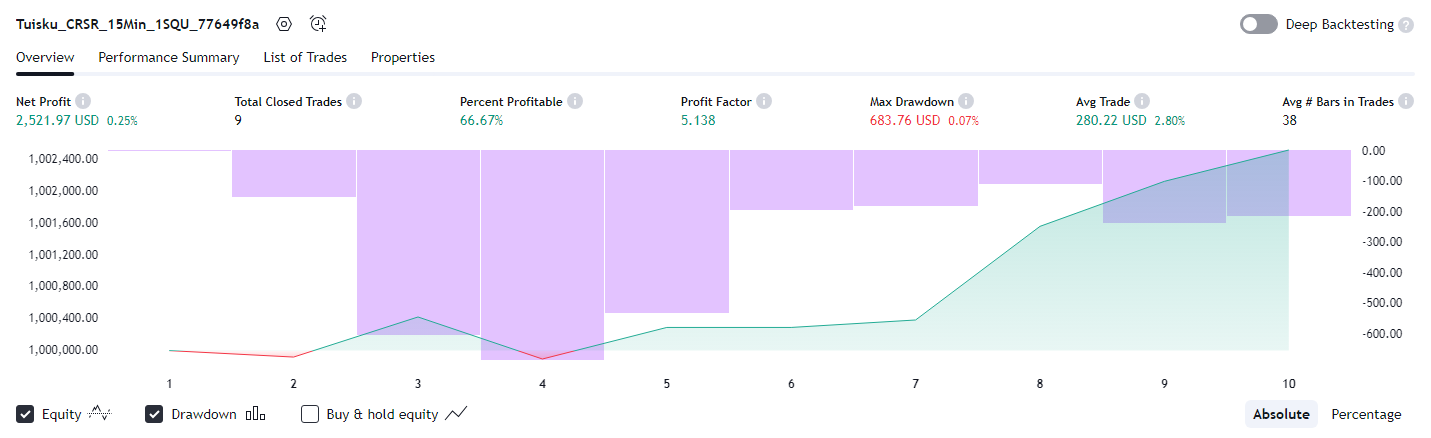 Tuisku_CRSR_15Min_1SQU_77649f8a
Deep Backtesting ?
Overview Performance Summary List of Trades Properties
Net Profit i Total Closed Trades i Percent Profitable i Profit Factor i Max Drawdown i Avg Trade i Avg # Bars in Trades i
2,521.97 USD 0.25% 9 66.67% 5.138 683.76 USD 0.07% 280.22 USD 2.80% 38
1,002,400.00 0.00
1,002,000.00 -100.00
1,001,600.00 -200.00
1,001,200.00 -300.00
1,000,800.00 -400.00
1,000,400.00 -500.00
1,000,000.00 -600.00
1 2 3 4 5 6 7 8 9 10
Equity Drawdown Buy & hold equity Absolute Percentage